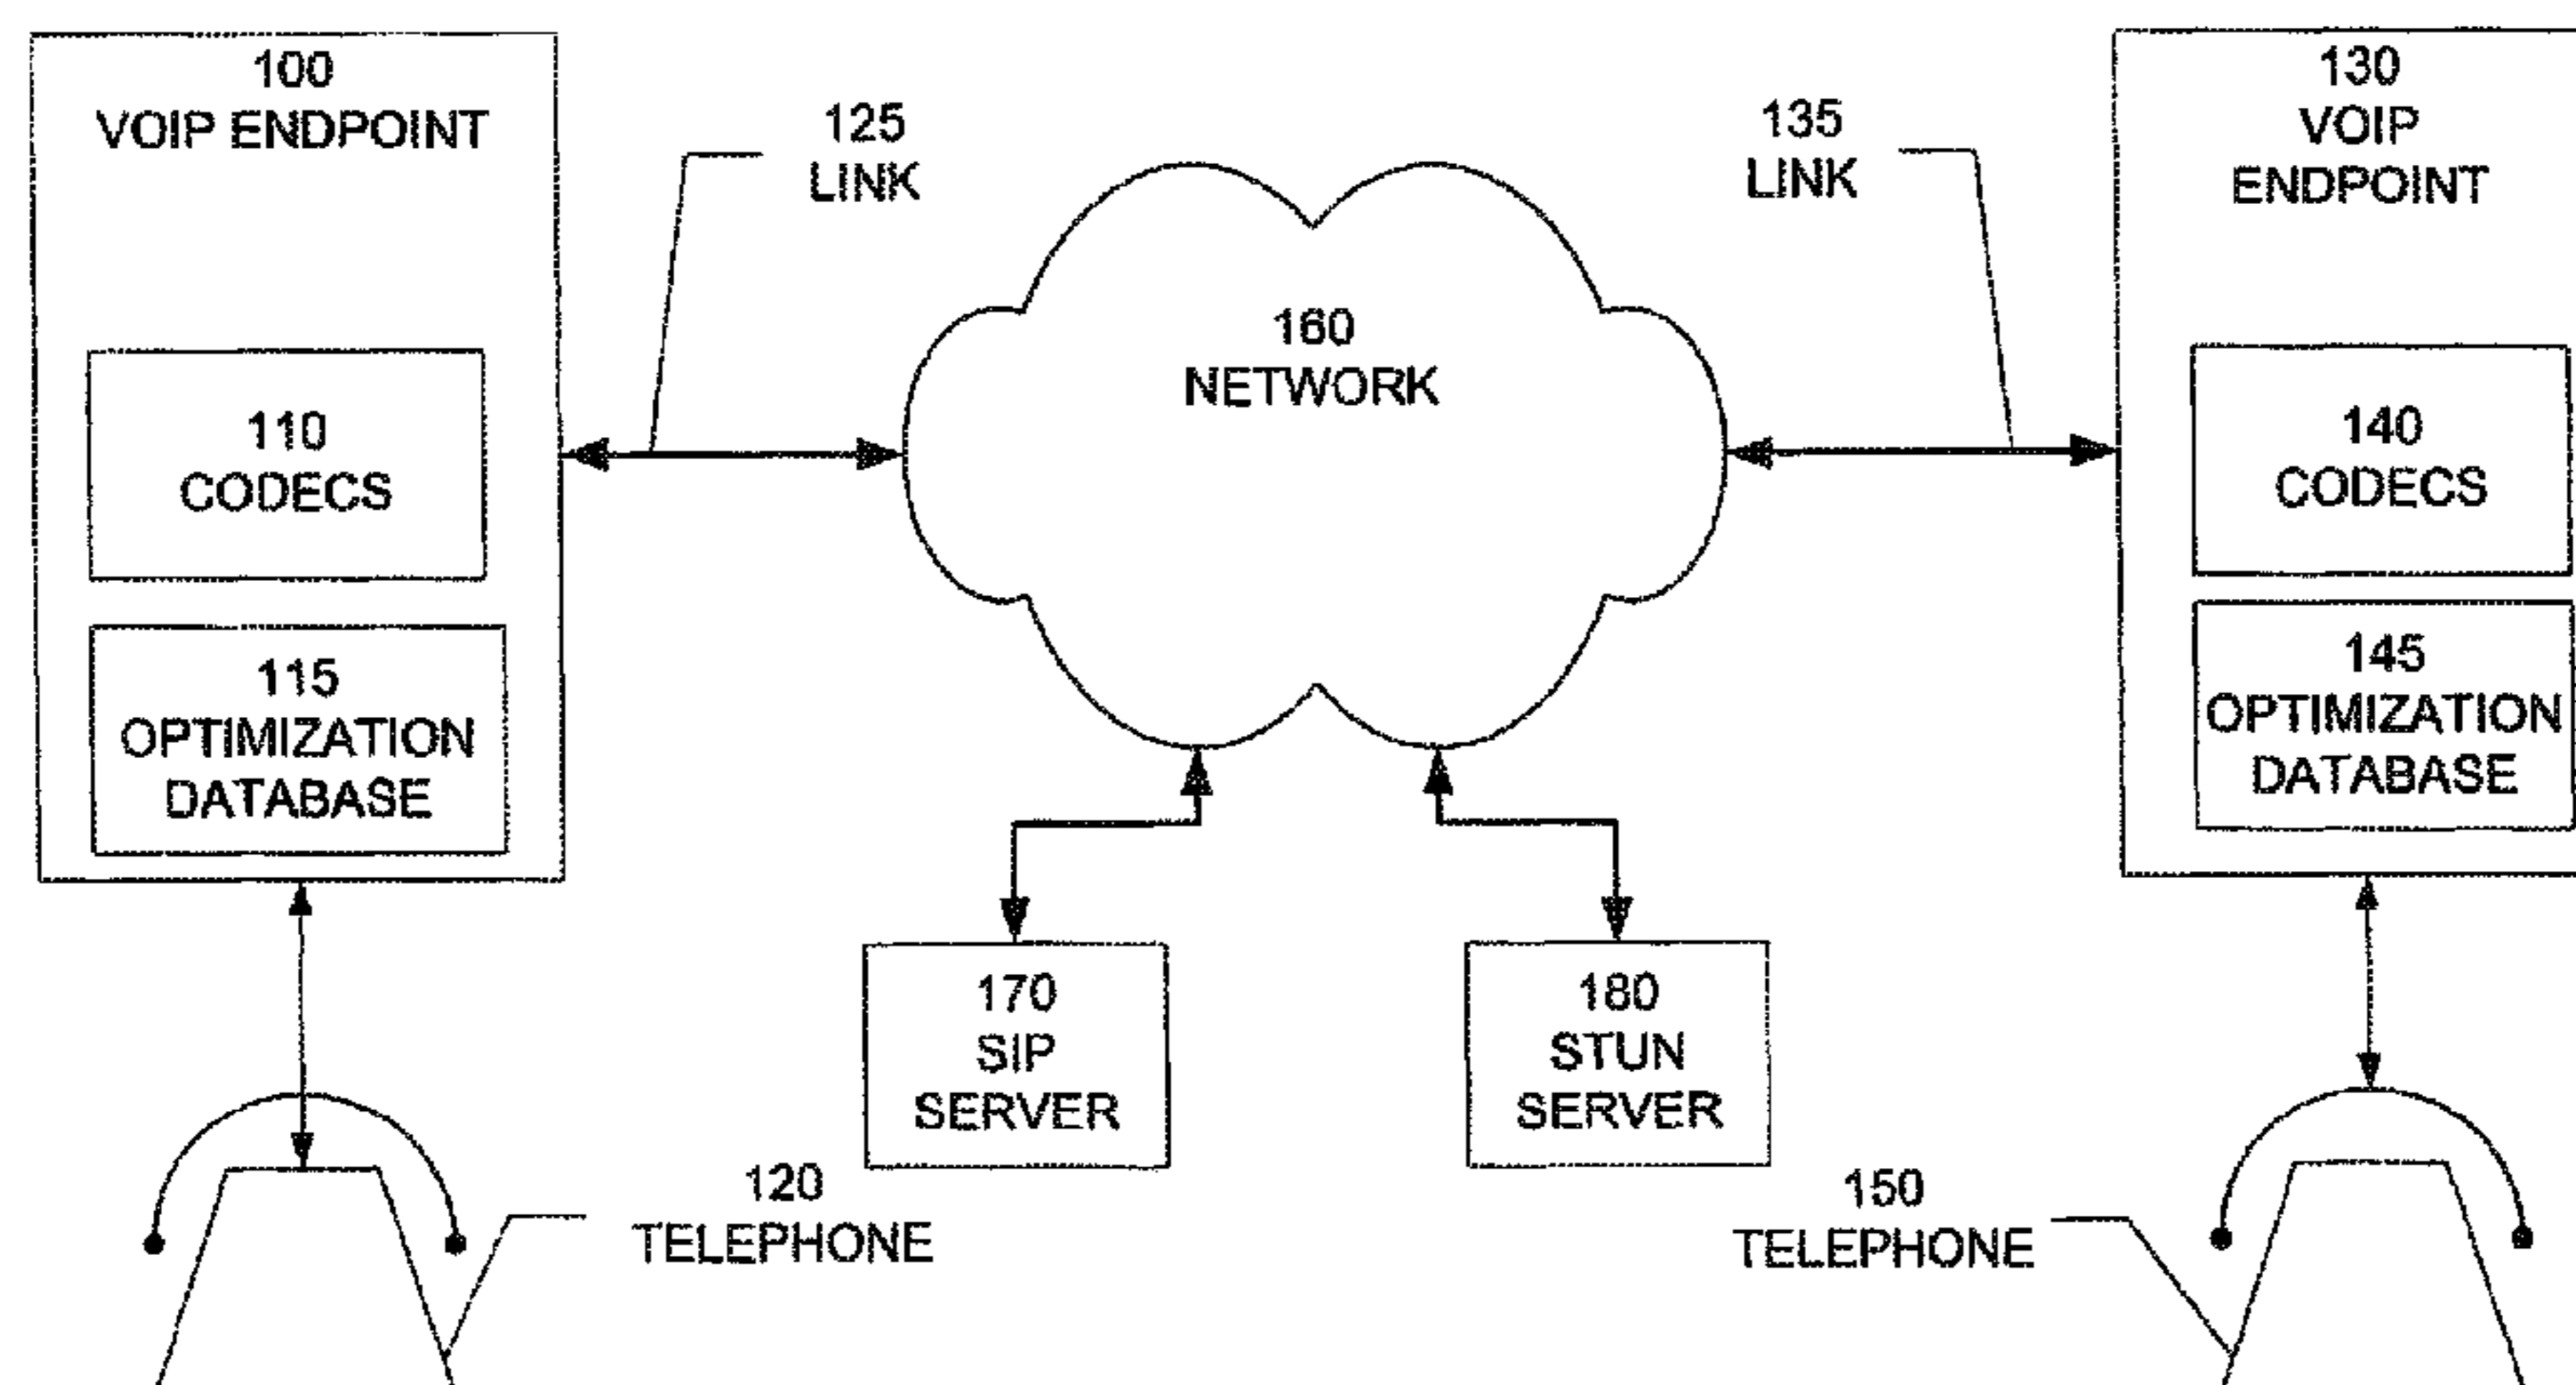 100
VOIP ENDPOINT
110
CODECS
115
OPTIMIZATION
DATABASE
125
LINK
160
NETWORK
135
LINK
130
VOIP
ENDPOINT
140
CODECS
145
OPTIMIZATION
DATABASE
170
SIP
SERVER
180
STUN
SERVER
120
TELEPHONE
150
TELEPHONE